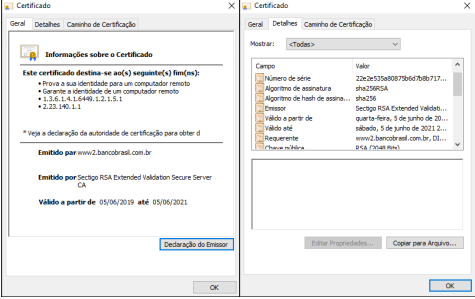 Certificado
Geral Detalhes Caminho de Certificação
Informações sobre o Certificado
Este certificado destina-se ao(s) seguinte(s) fim(ns):
• Prova a sua identidade para um computador remoto
• Garante a identidade de um computador remoto
• 1.3.6.1.4.1.6449.1.2.1.5.1
• 2.23.140.1.1
* Veja a declaração da autoridade de certificação para obter d
Emitido para www2.bancobrasil.com.br
Emitido por Sectigo RSA Extended Validation Secure Server
CA
Válido a partir de 05/06/2019 até 05/06/2021
Declaração do Emissor
OK
Certificado
Geral Detalhes Caminho de Certificação
Mostrar: <Todas>
Campo Valor
Número de série 22e2e535a80875b6d7b8b717...
Algoritmo de assinatura sha256RSA
Algoritmo de hash de assina... sha256
Emissor Sectigo RSA Extended Validati...
Válido a partir de quarta-feira, 5 de junho de 20...
Válido até sábado, 5 de junho de 2021 2...
Requerente www2.bancobrasil.com.br, DI...
Chave pública RSA (2048 Bits)
Editar Propriedades... Copiar para Arquivo...
OK